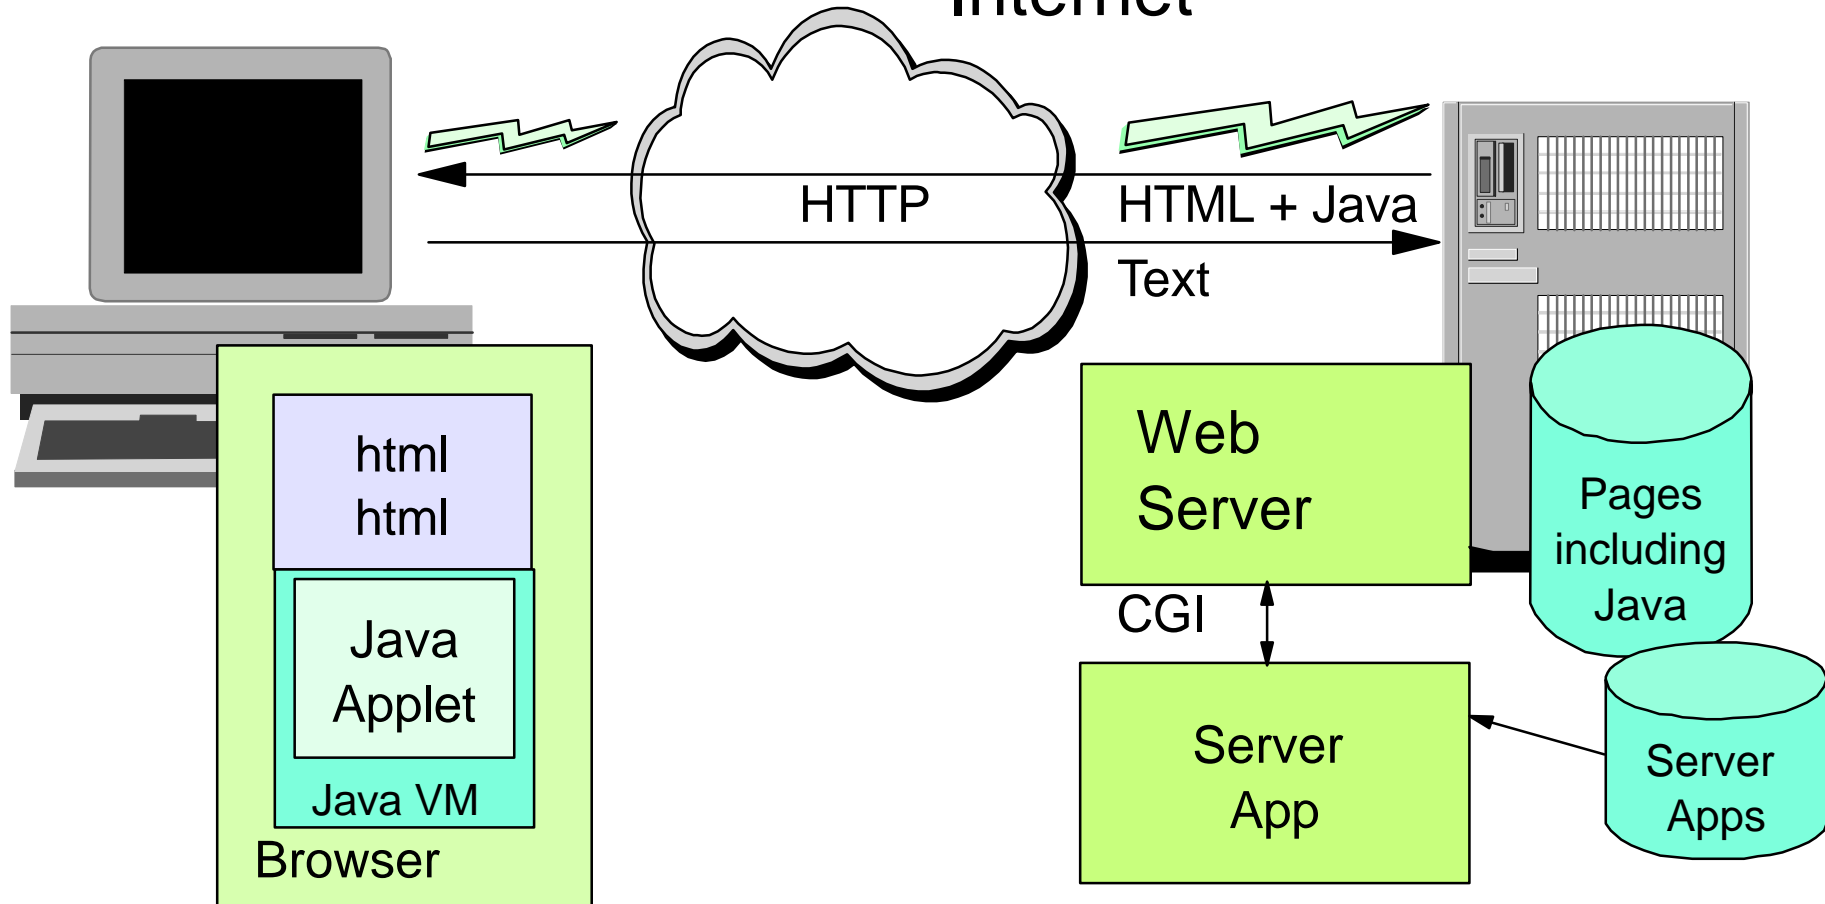 Internet
HTTP
HTML + Java
Text
html
html
Java
Applet
Java VM
Browser
Web
Server
CGI
Server
App
Pages
including
Java
Server
Apps